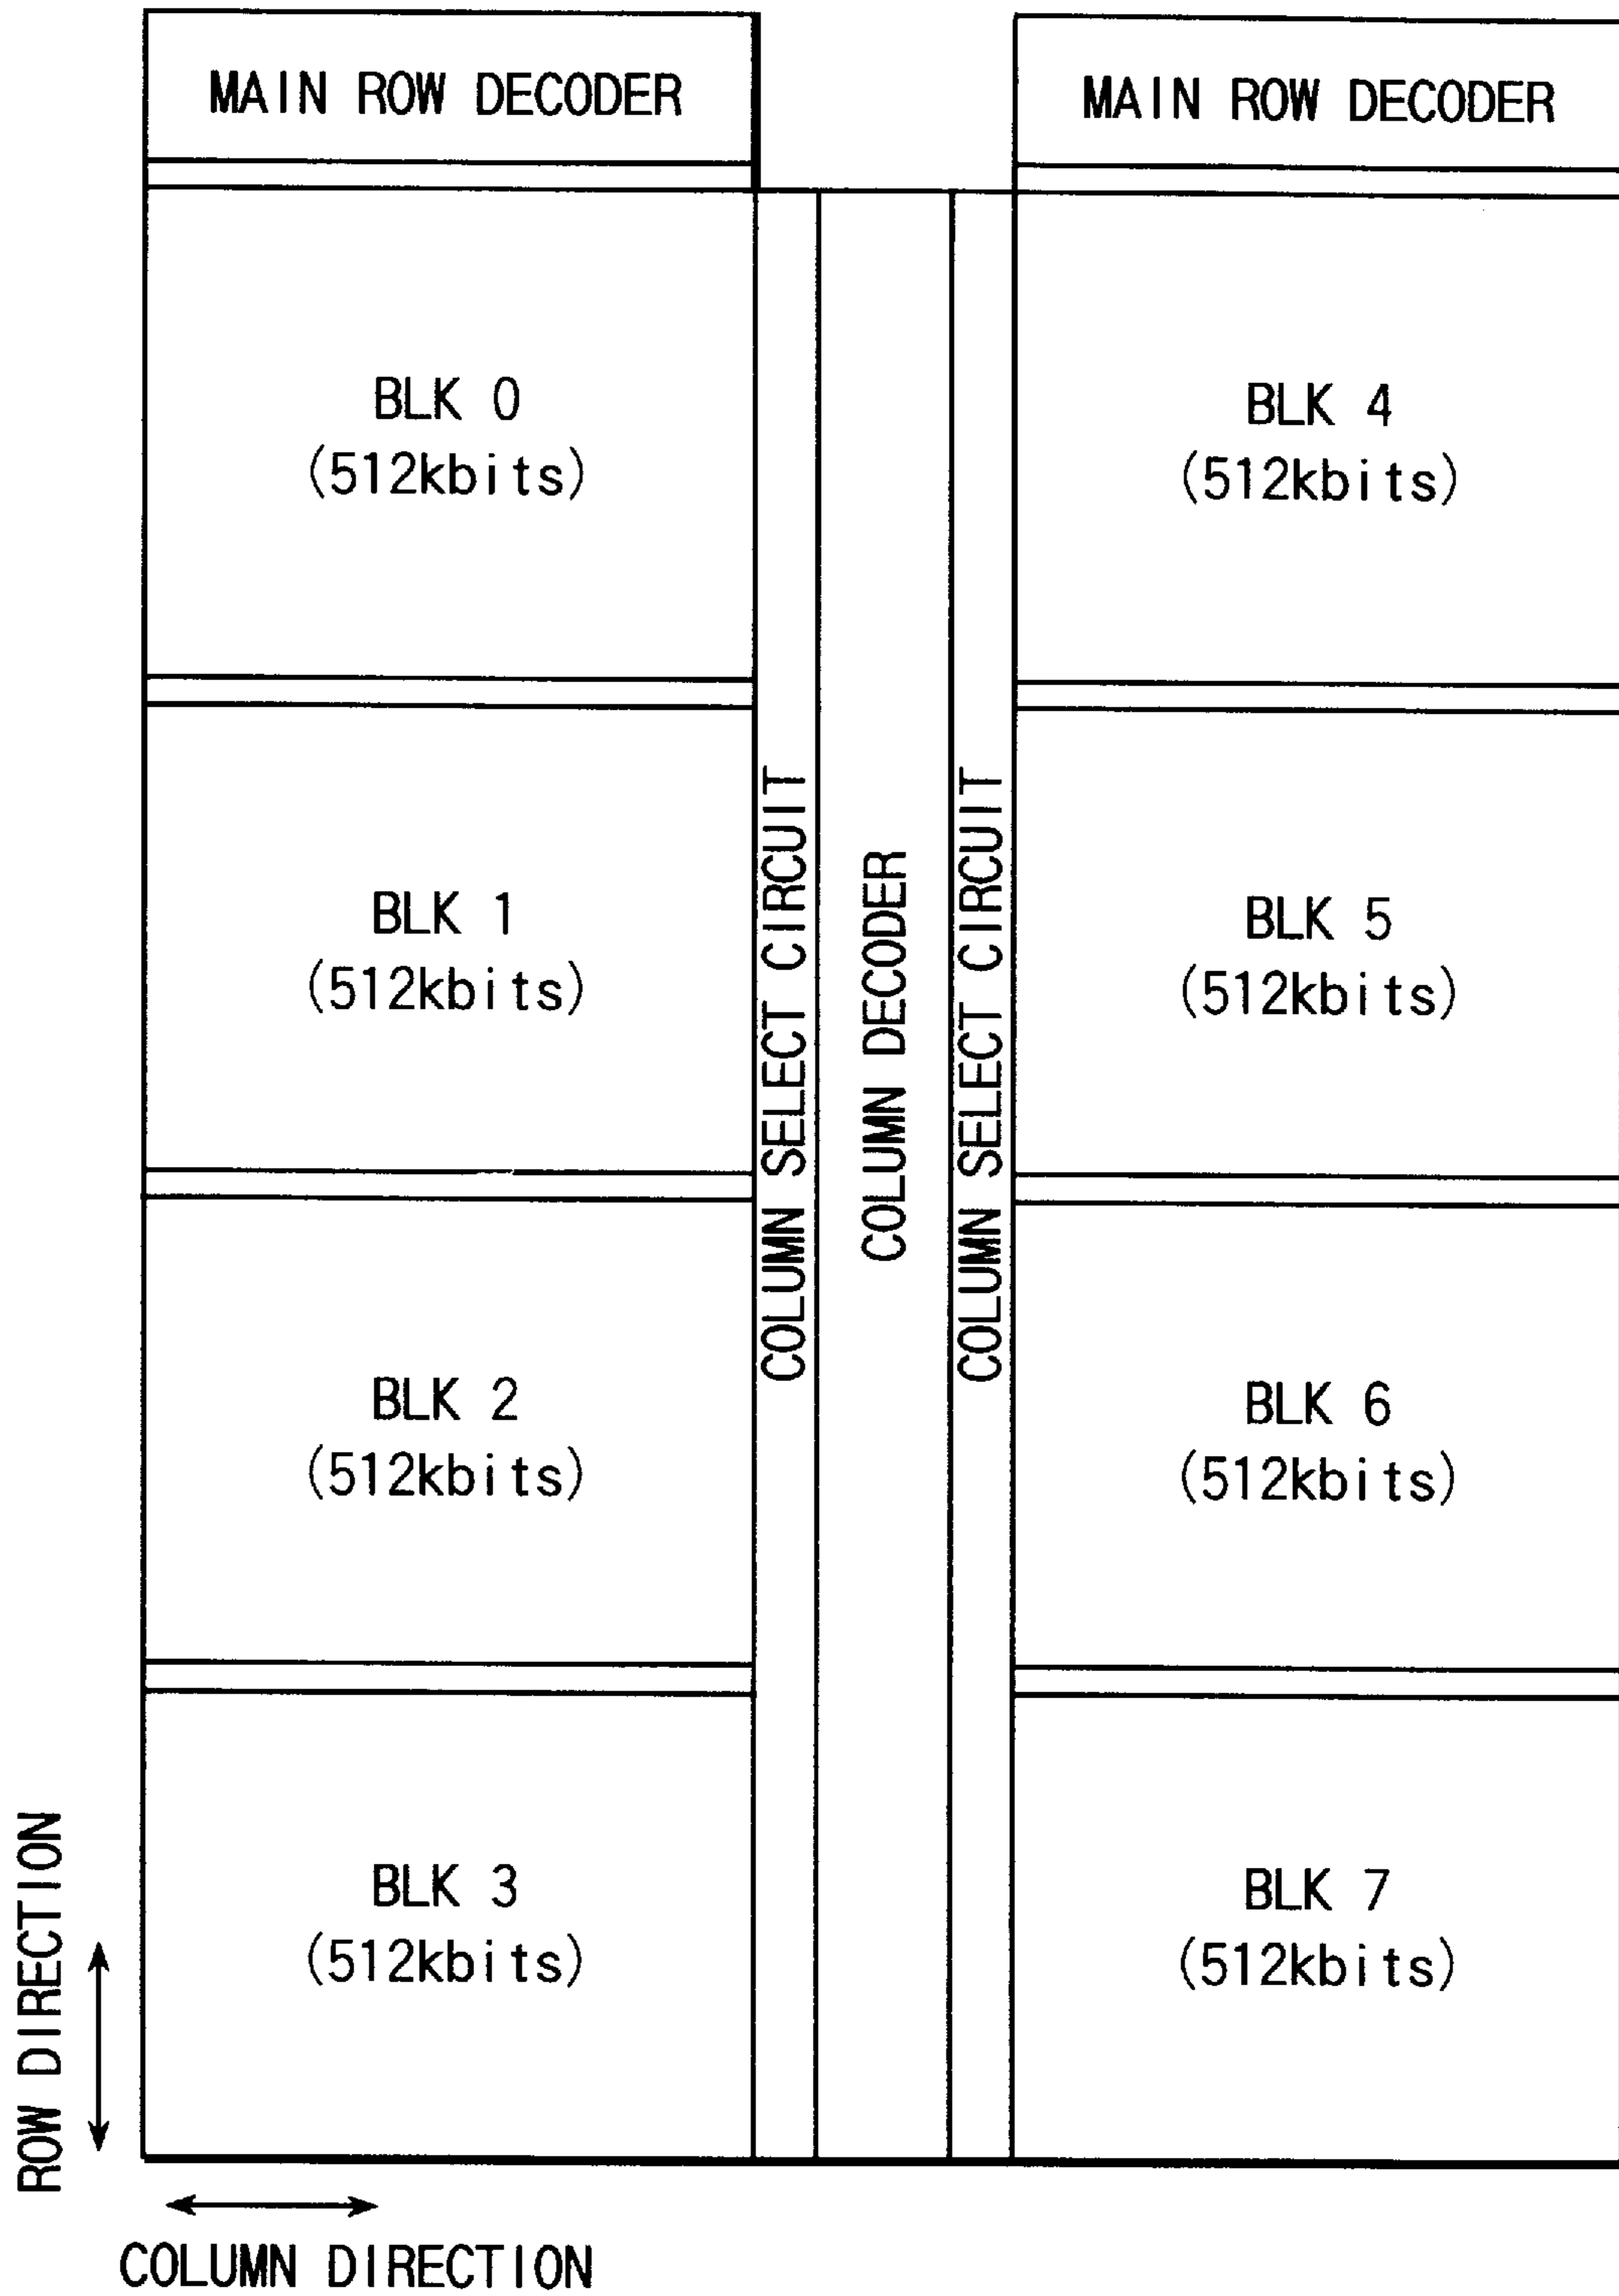 MAIN ROW DECODER
MAIN ROW DECODER
BLK 0
(512kbits)
BLK 4
(512kbits)
BLK 1
(512kbits)
BLK 5
(512kbits)
COLUMN SELECT CIRCUIT
COLUMN DECODER
COLUMN SELECT CIRCUIT
BLK 2
(512kbits)
BLK 6
(512kbits)
BLK 3
(512kbits)
BLK 7
(512kbits)
ROW DIRECTION
COLUMN DIRECTION